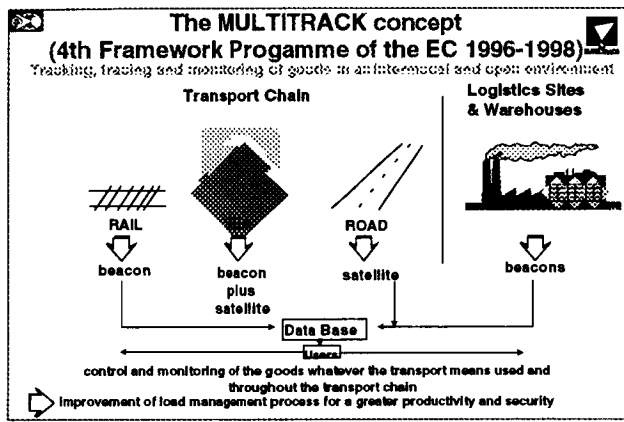 The MULTITRACK concept
(4th Framework Progamme of the EC 1996-1998)
Tracking, tracing and monitoring of goods in an intermodal and open environment
Transport Chain
Logistics Sites
& Warehouses
RAIL
ROAD
beacon
beacon
plus
satellite
satellite
beacons
Data Base
Users
control and monitoring of the goods whatever the transport means used and
throughout the transport chain
Improvement of load management process for a greater productivity and security